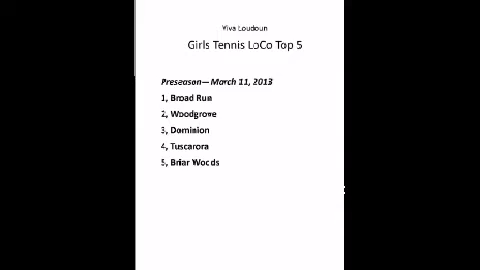 Viva Loudoun
Girls Tennis LoCo Top 5
Preseason—March 11, 2013
1, Broad Run
2, Woodgrove
3, Dominion
4, Tuscarora
5, Briar Woods